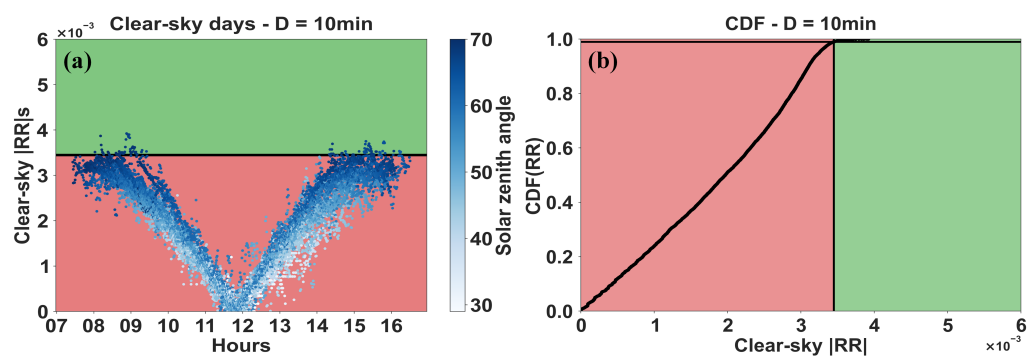 Clear-sky days - D = 10min
×10⁻³
(a)
6
5
4
3
2
1
0
Clear-sky |RR|s
07 08 09 10 11 12 13 14 15 16
Hours
70
60
50
40
30
Solar zenith angle
CDF - D = 10min
(b)
1.0
0.8
0.6
0.4
0.2
0.0
CDF(RR)
0 1 2 3 4 5 6
Clear-sky |RR|
×10⁻³